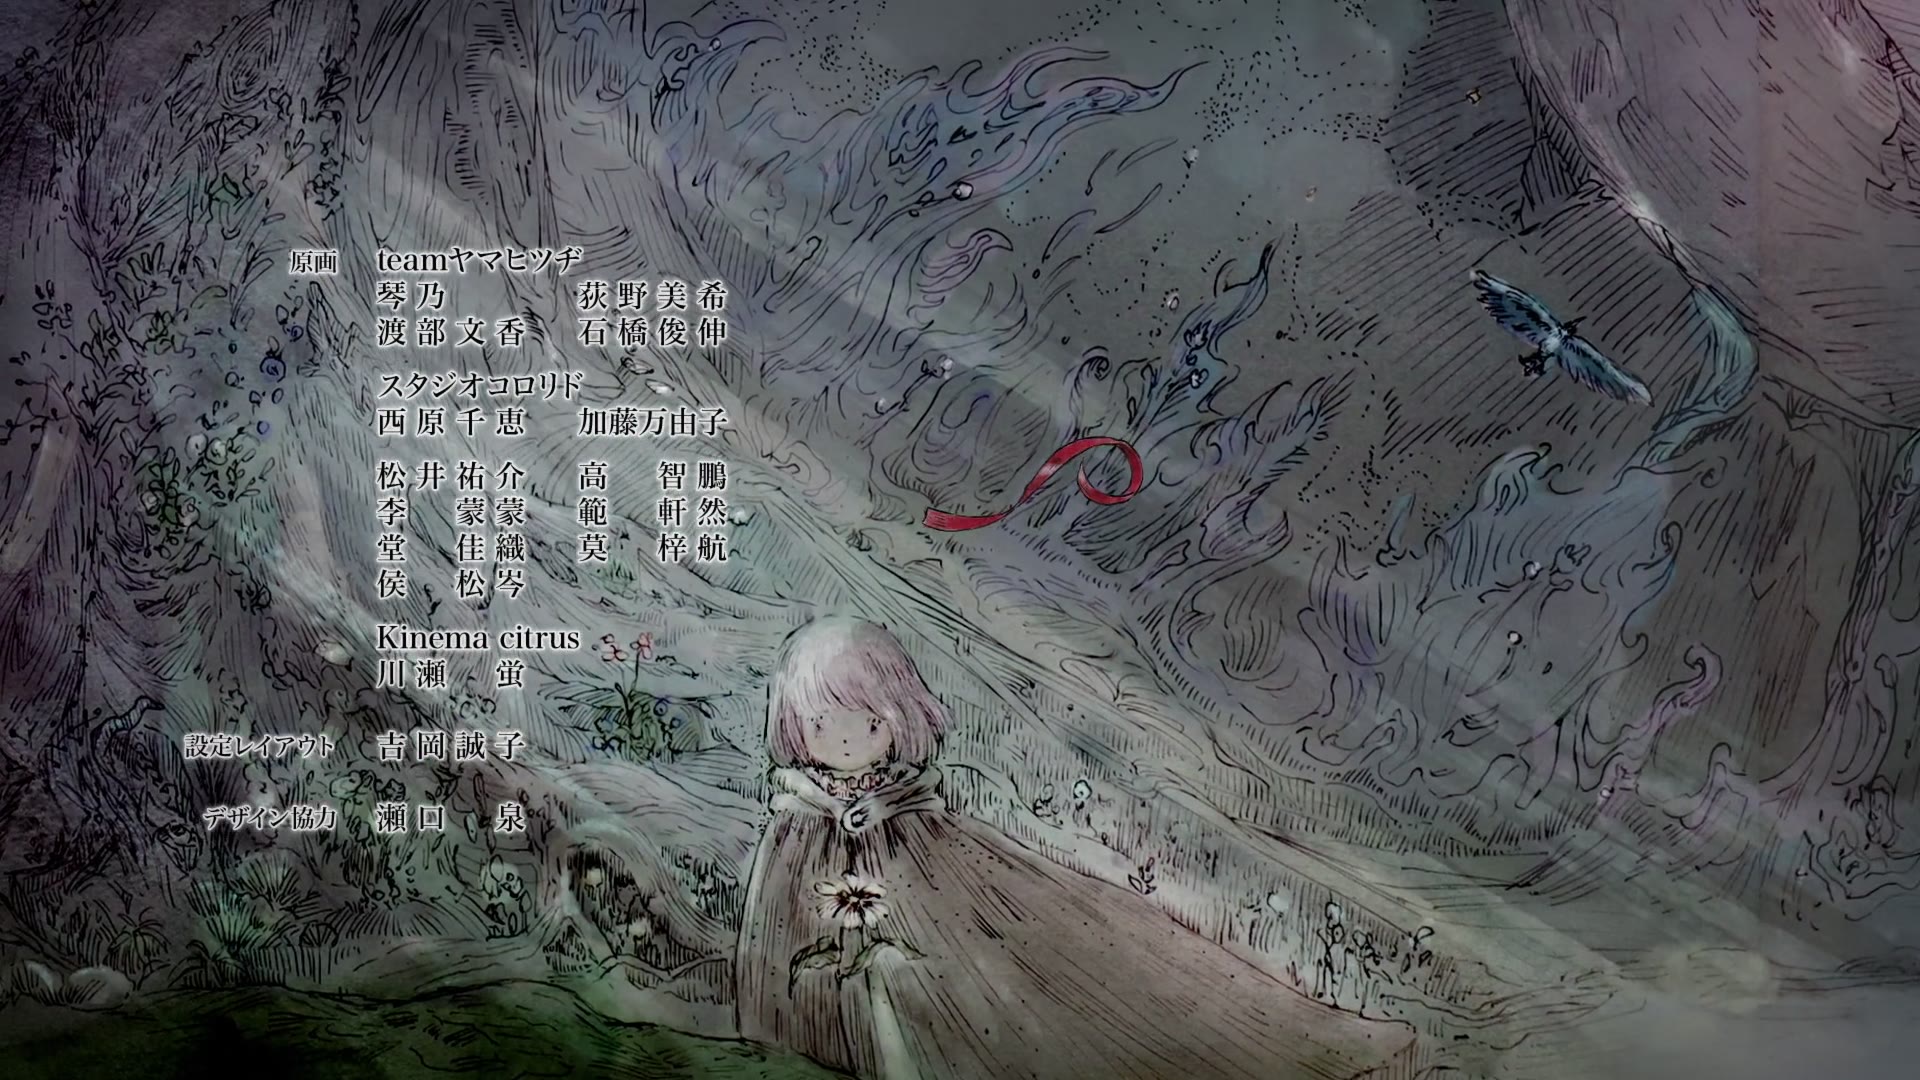 原画 teamヤマヒツヂ
琴乃 荻野美希
渡部文香 石橋俊伸
スタジオコロリド
西原千恵 加藤万由子
松井祐介 高智鵬
李蒙蒙 範軒然
堂佳織 莫梓航
侯松岑
Kinema citrus
川瀬蛍
設定レイアウト 吉岡誠子
デザイン協力 瀬口泉